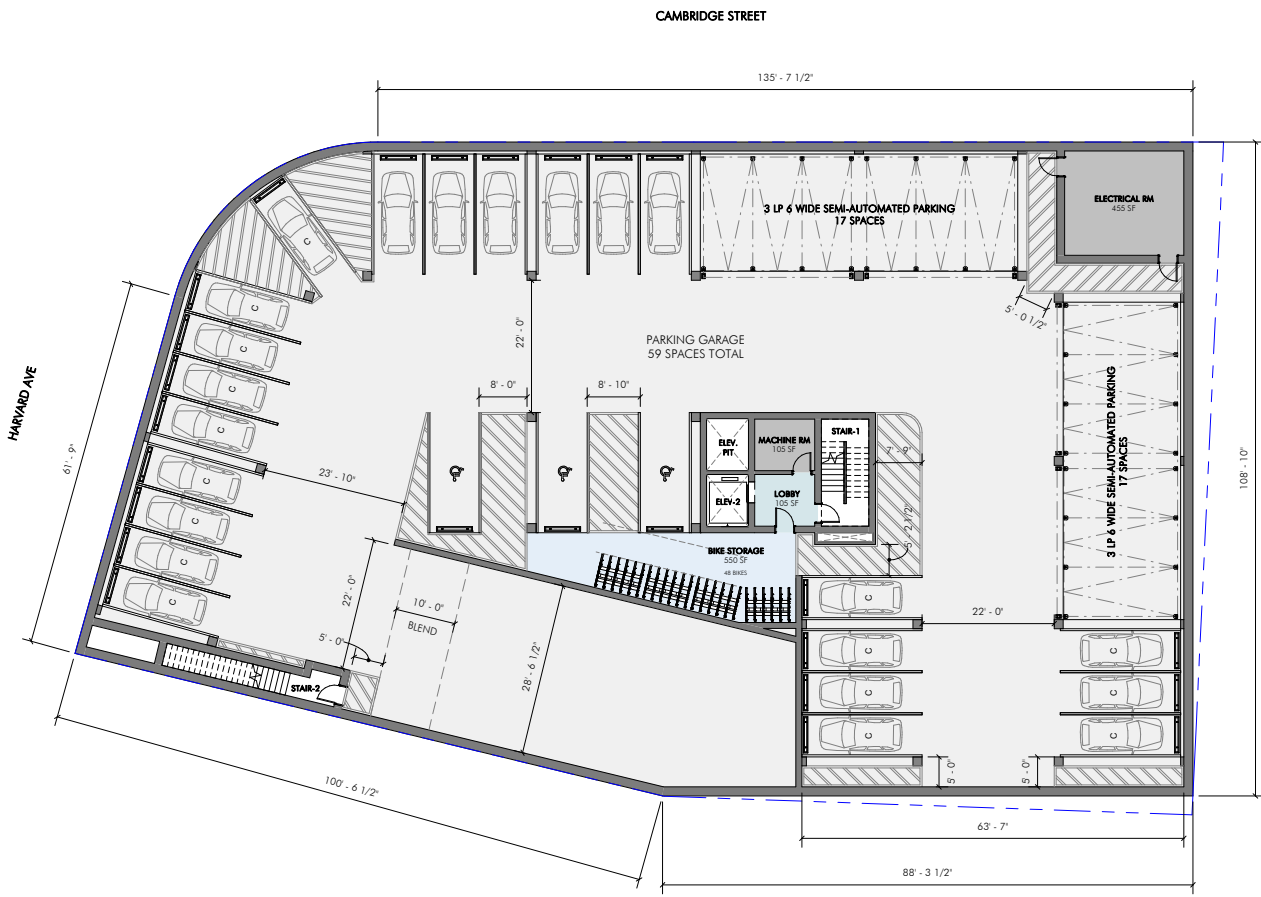 CAMBRIDGE STREET
135' - 7 1/2"
ELECTRICAL RM
455 SF
3 LP 6 WIDE SEMI-AUTOMATED PARKING
17 SPACES
C
C
C
C
C
5' - 0 1/2"
22' - 0"
PARKING GARAGE
59 SPACES TOTAL
HARVARD AVE
61' - 9"
8' - 0"
8' - 10"
3 LP 6 WIDE SEMI-AUTOMATED PARKING
17 SPACES
108' - 10"
ELEV.
PIT
MACHINE RM
105 SF
STAIR-1
7' - 9"
23' - 10"
C
C
C
C
ELEV-2
LOBBY
105 SF
5' - 2 1/2"
BIKE STORAGE
550 SF
48 BIKES
22' - 0"
10' - 0"
BLEND
5' - 0"
28' - 6 1/2"
STAIR-2
C
22' - 0"
C
C
C
C
C
C
5' - 0"
5' - 0"
100' - 6 1/2"
63' - 7"
88' - 3 1/2"